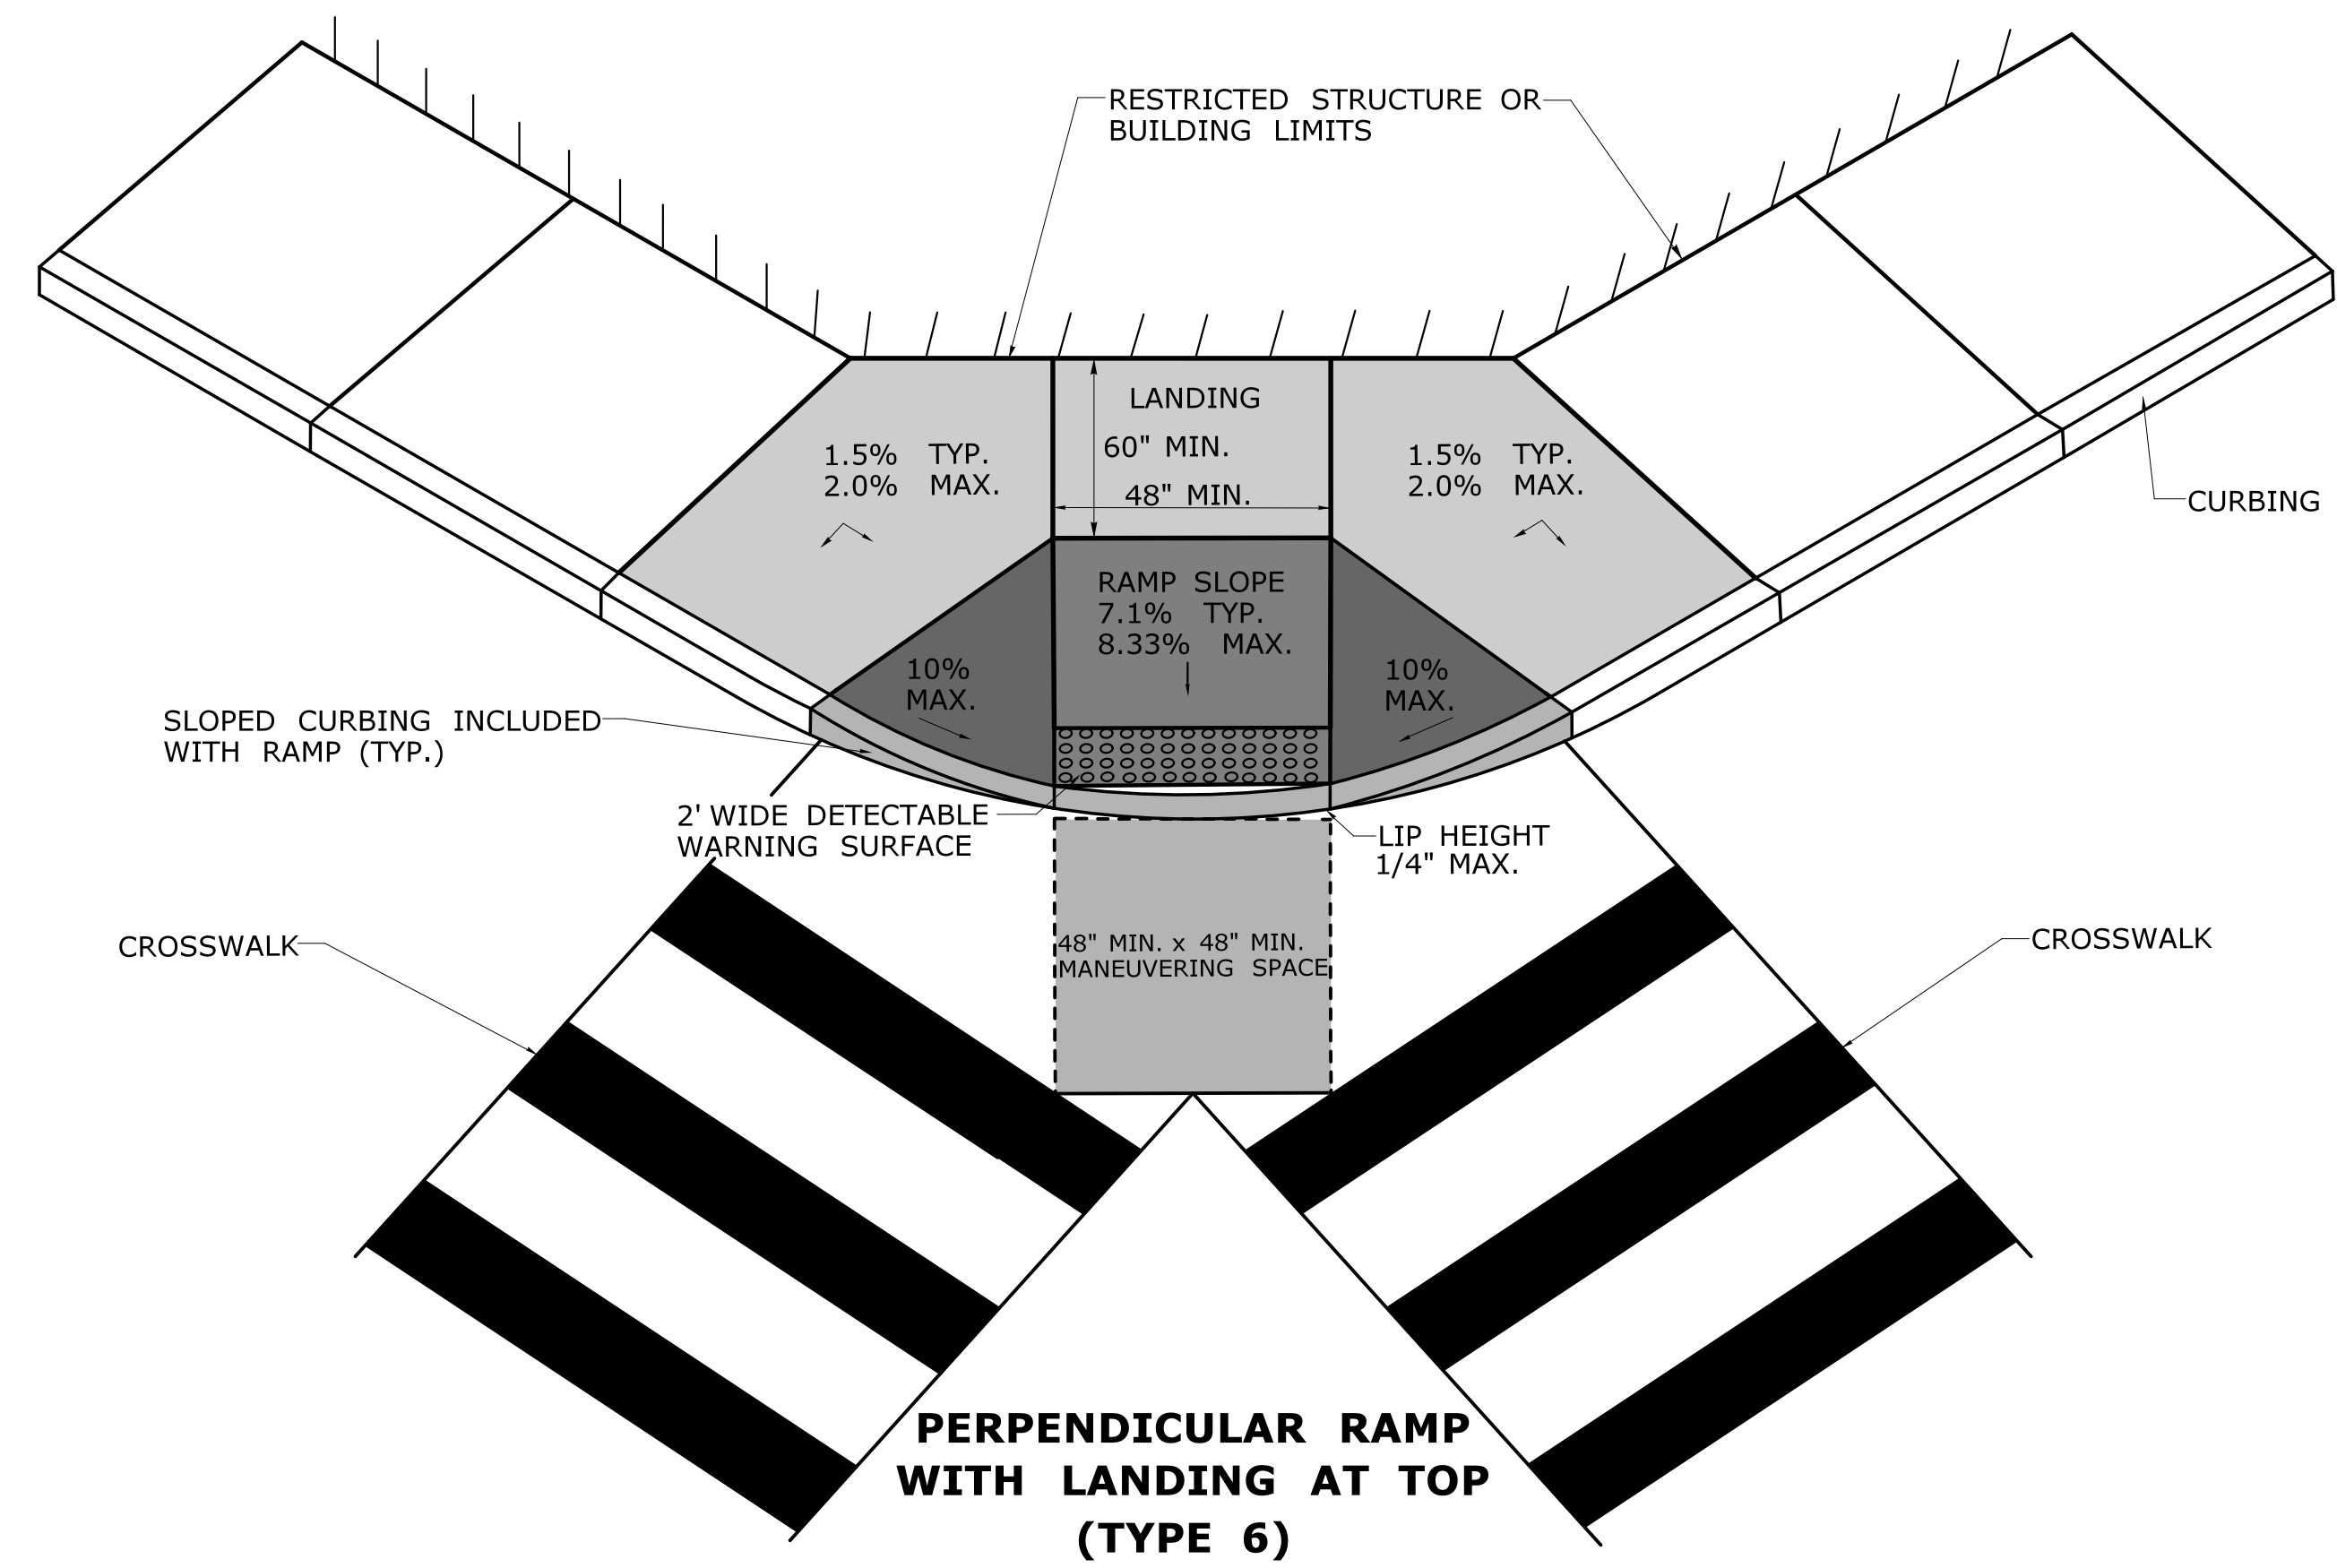 RESTRICTED STRUCTURE OR
BUILDING LIMITS
LANDING
60" MIN.
48" MIN.
1.5% TYP.
2.0% MAX.
1.5% TYP.
2.0% MAX.
CURBING
RAMP SLOPE
7.1% TYP.
8.33% MAX.
10%
MAX.
10%
MAX.
SLOPED CURBING INCLUDED
WITH RAMP (TYP.)
2' WIDE DETECTABLE
WARNING SURFACE
LIP HEIGHT
1/4" MAX.
CROSSWALK
48" MIN. x 48" MIN.
MANEUVERING SPACE
CROSSWALK
PERPENDICULAR RAMP
WITH LANDING AT TOP
(TYPE 6)